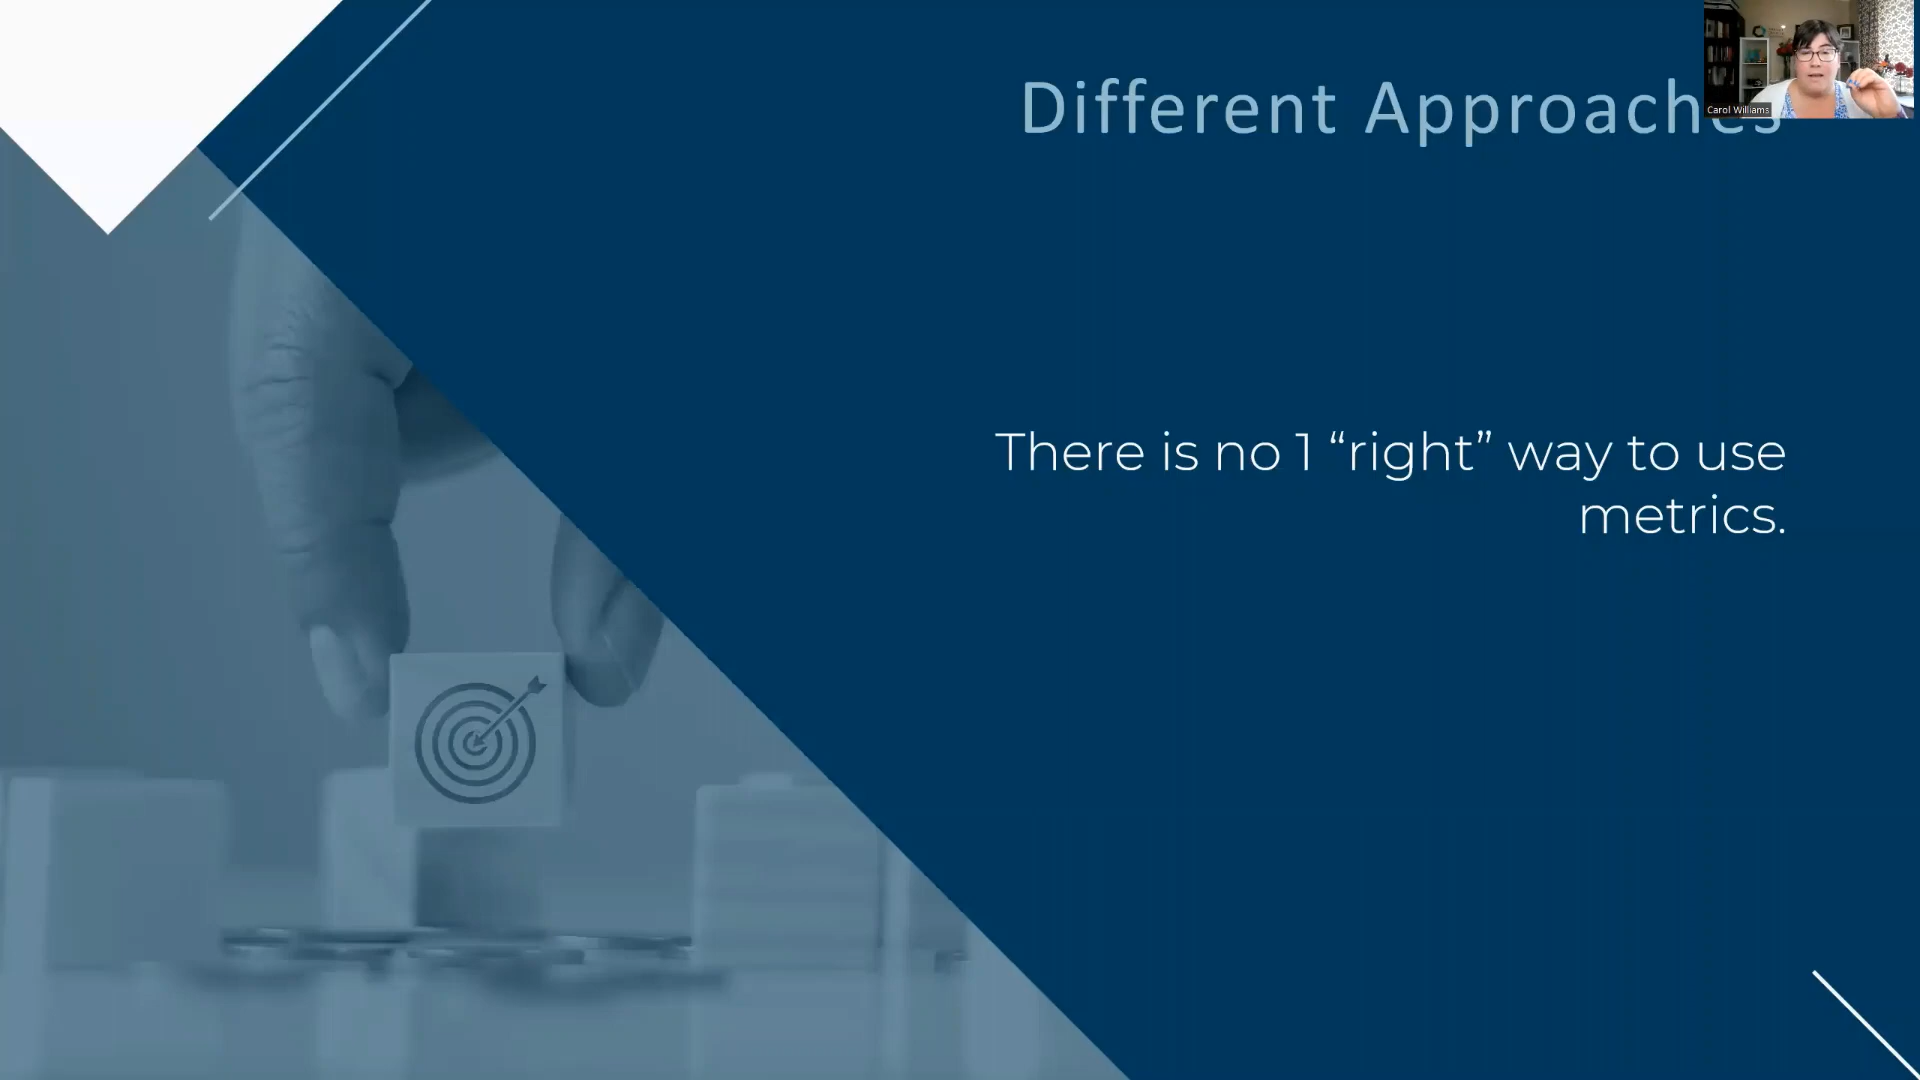 Different Approaches
Carol Williams
There is no 1 “right” way to use
metrics.